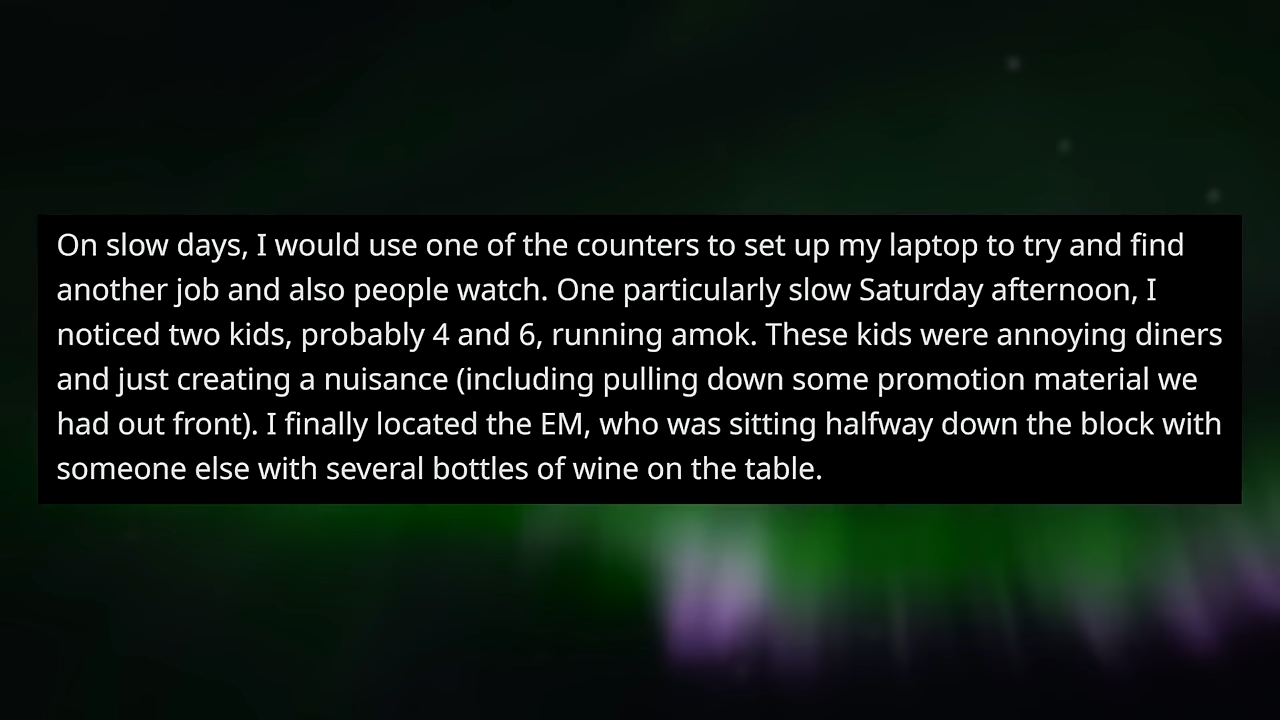 On slow days, I would use one of the counters to set up my laptop to try and find
another job and also people watch. One particularly slow Saturday afternoon, I
noticed two kids, probably 4 and 6, running amok. These kids were annoying diners
and just creating a nuisance (including pulling down some promotion material we
had out front). I finally located the EM, who was sitting halfway down the block with
someone else with several bottles of wine on the table.